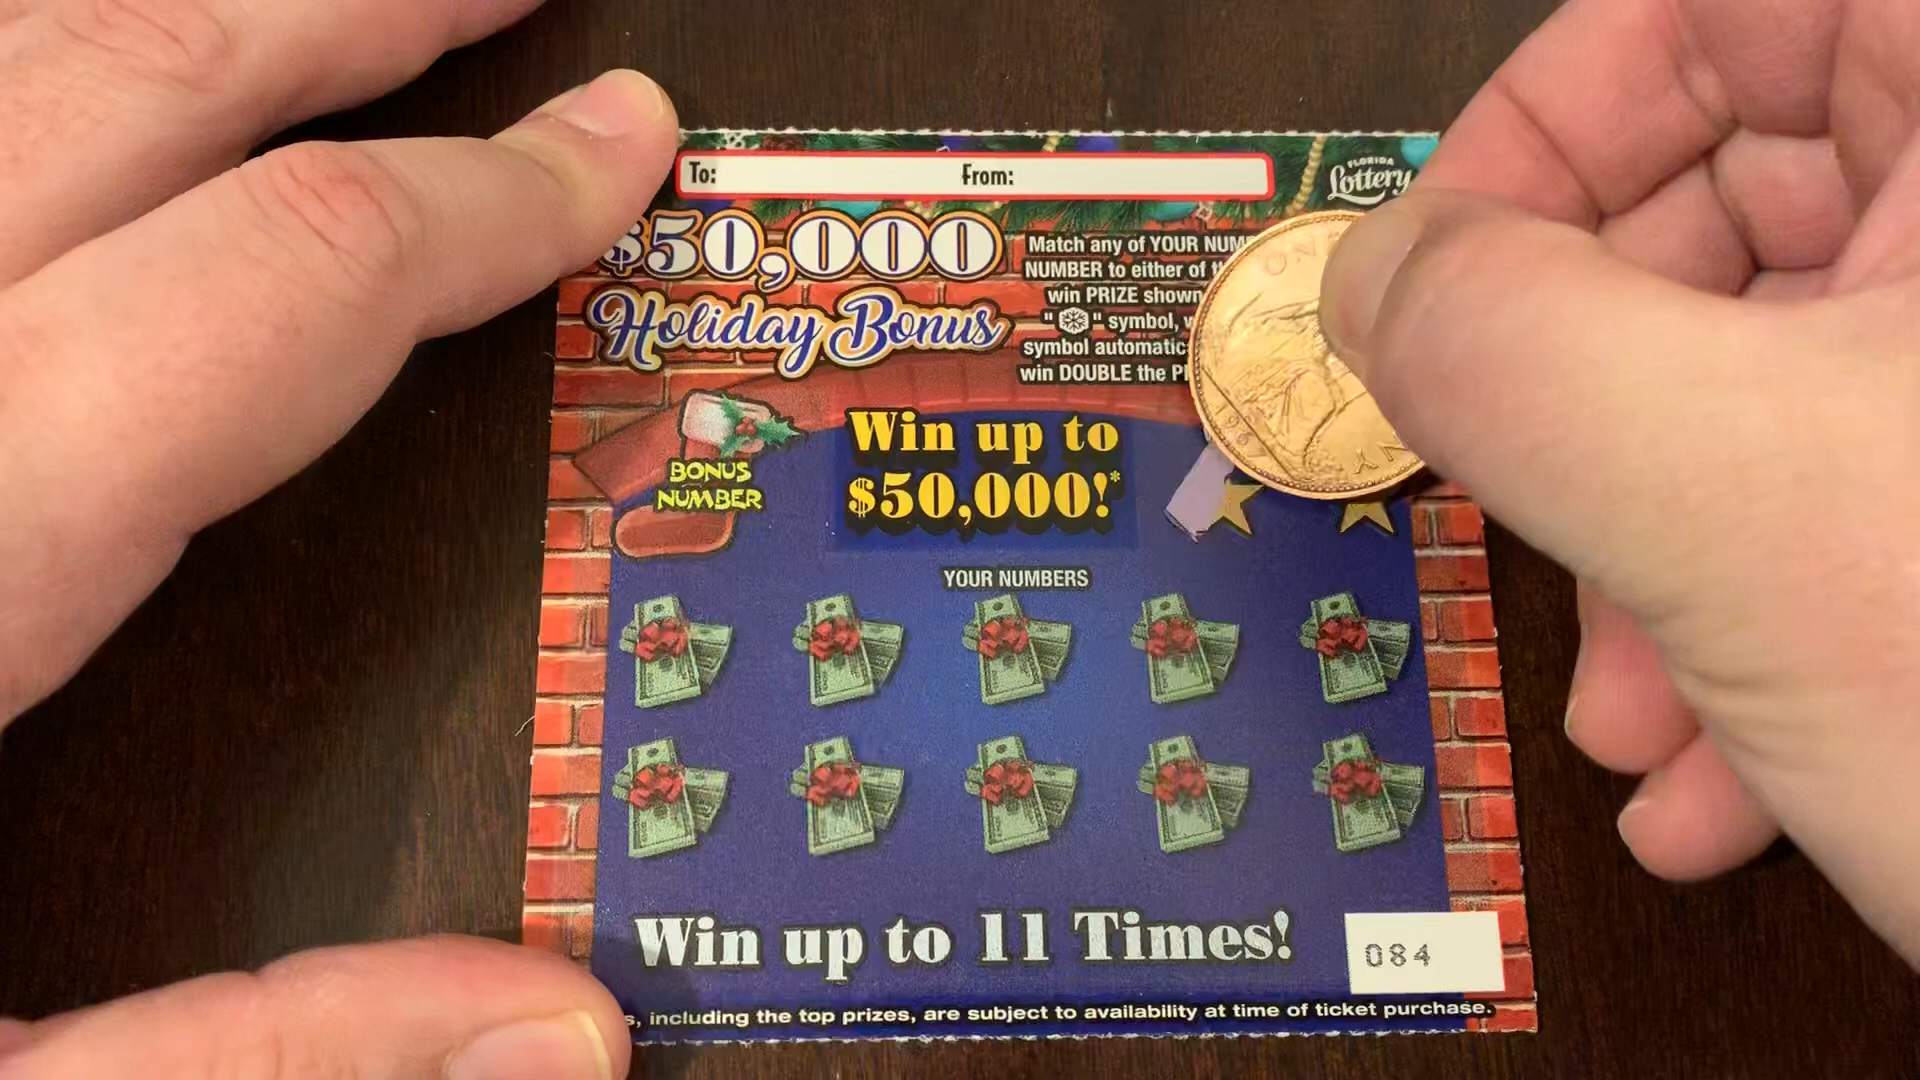 To: From:
FLORIDA
Lottery
$50,000
Holiday Bonus
Match any of YOUR
NUMBER to either of
win PRIZE shown
" " symbol,
symbol automatic
win DOUBLE the
ONE
NY
BONUS
NUMBER
Win up to
$50,000!*
YOUR NUMBERS
Win up to 11 Times!
084
, including the top prizes, are subject to availability at time of ticket purchase.